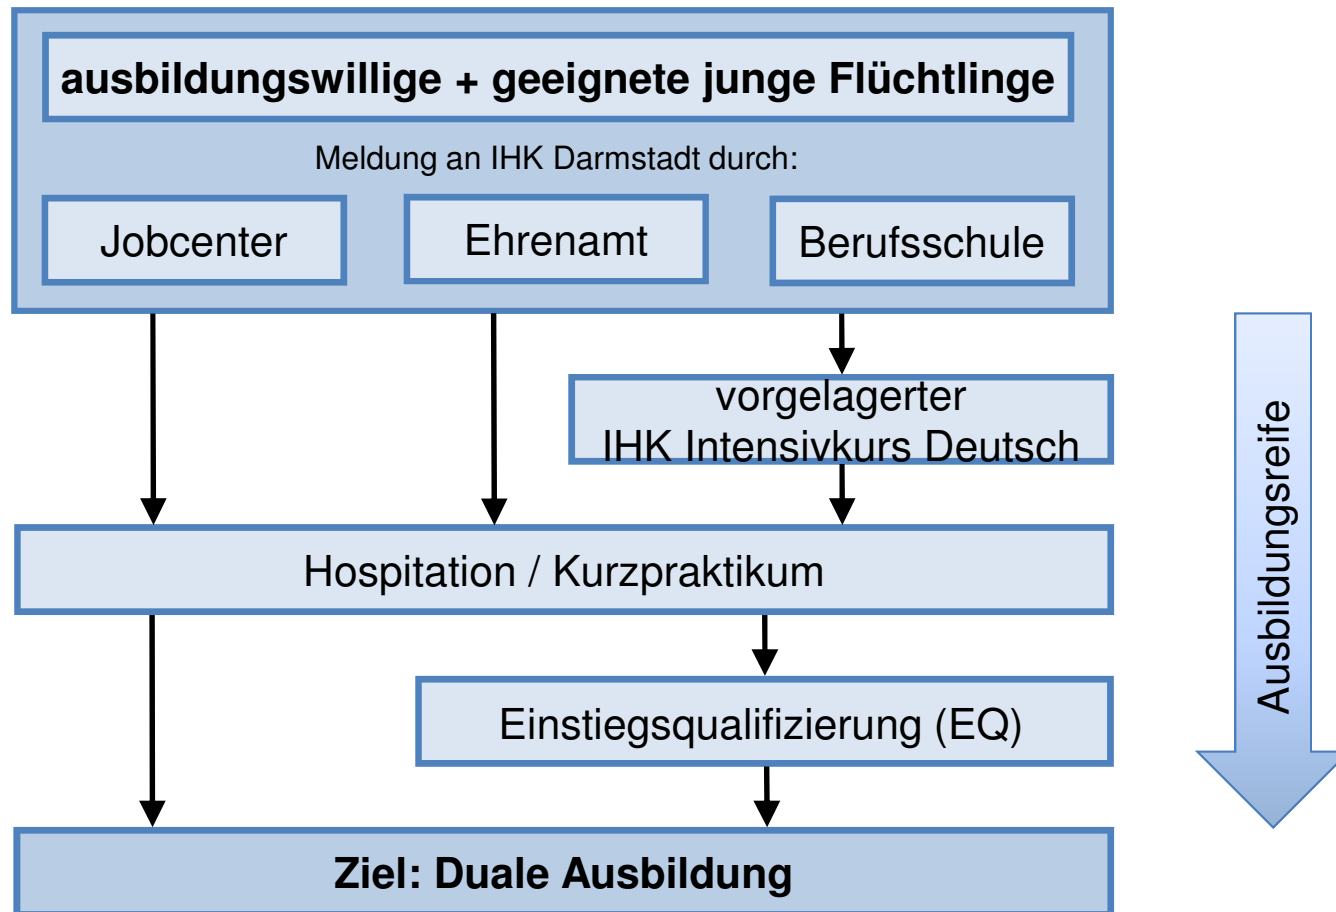 ausbildungswillige + geeignete junge Flüchtlinge
Meldung an IHK Darmstadt durch:
Jobcenter
Ehrenamt
Berufsschule
vorgelagerter
IHK Intensivkurs Deutsch
Hospitation / Kurzpraktikum
Einstiegsqualifizierung (EQ)
Ziel: Duale Ausbildung
Ausbildungsreife